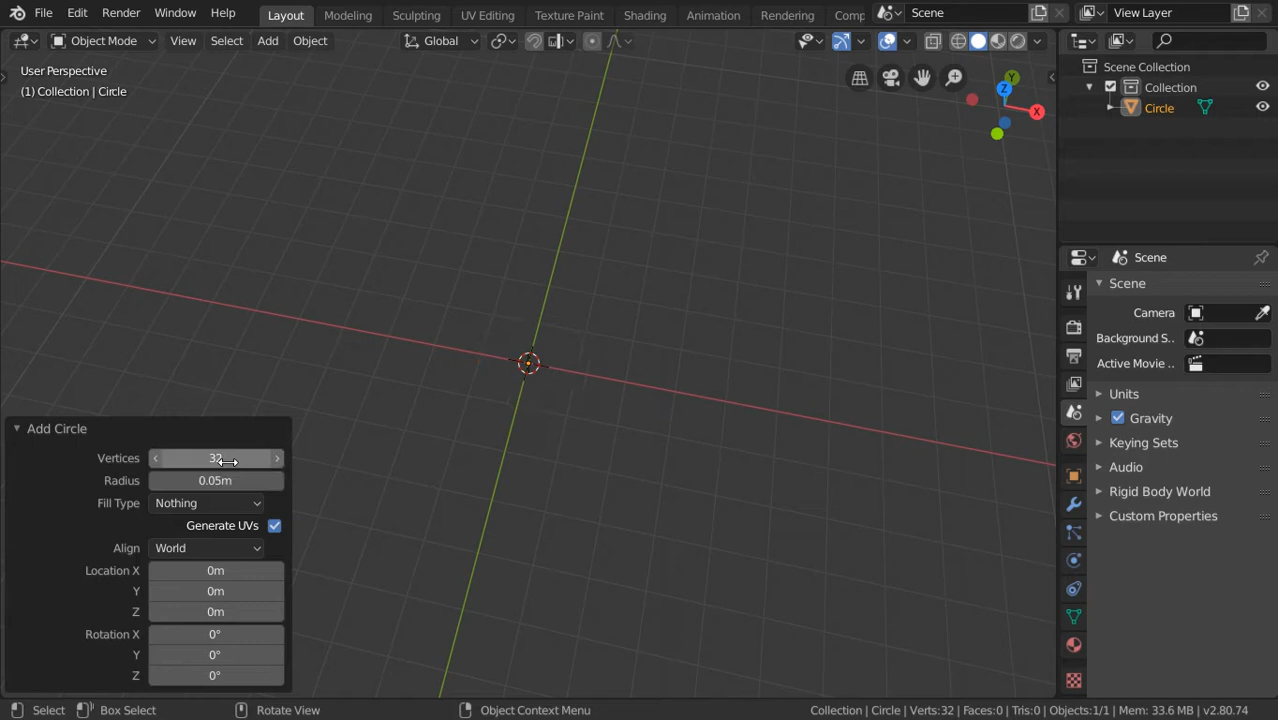 File Edit Render Window Help Layout Modeling Sculpting UV Editing Texture Paint Shading Animation Rendering Comp Scene View Layer
Object Mode View Select Add Object Global
User Perspective
(1) Collection | Circle
Y
Z
X
Scene Collection
Collection
Circle
Scene
Scene
Camera
Background S..
Active Movie ..
Units
Gravity
Keying Sets
Audio
Rigid Body World
Custom Properties
Add Circle
Vertices 32
Radius 0.05m
Fill Type Nothing
Generate UVs
Align World
Location X 0m
Y 0m
Z 0m
Rotation X 0°
Y 0°
Z 0°
Select Box Select Rotate View Object Context Menu Collection | Circle | Verts:32 | Faces:0 | Tris:0 | Objects:1/1 | Mem: 33.6 MB | v2.80.74